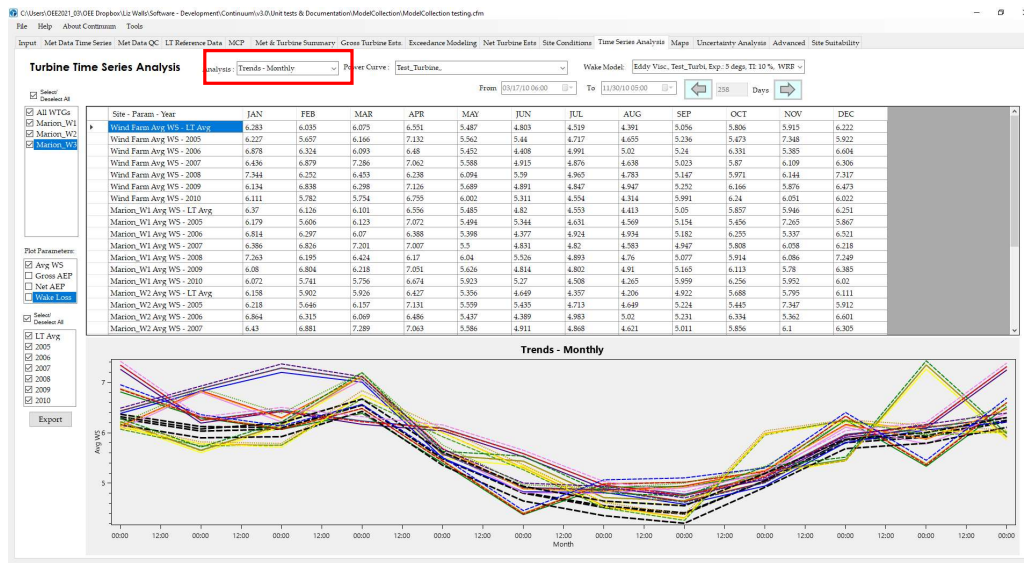 C:\Users\OEE2021_03\OEE Dropbox\Liz Walls\Software - Development\Continuum\v3.0\Unit tests & Documentation\ModelCollection\ModelCollection testing.cfm
File Help About Continuum Tools
Input Met Data Time Series Met Data QC LT Reference Data MCP Met & Turbine Summary Gross Turbine Ests. Exceedance Modeling Net Turbine Ests Site Conditions Time Series Analysis Maps Uncertainty Analysis Advanced Site Suitability
Turbine Time Series Analysis Analysis : Trends - Monthly Power Curve : Test_Turbine_ Wake Model: Eddy Visc., Test_Turbi, Exp.: 5 degs, TI: 10 %, WRF
From 03/17/10 06:00 To 11/30/10 05:00 258 Days
Select/
Deselect All
All WTGs
Marion_W1
Marion_W2
Marion_W3
Site - Param - Year JAN FEB MAR APR MAY JUN JUL AUG SEP OCT NOV DEC
Wind Farm Avg WS - LT Avg 6.283 6.035 6.075 6.551 5.487 4.803 4.519 4.391 5.056 5.806 5.915 6.222
Wind Farm Avg WS - 2005 6.227 5.657 6.166 7.132 5.562 5.44 4.717 4.655 5.236 5.473 7.348 5.922
Wind Farm Avg WS - 2006 6.878 6.324 6.093 6.48 5.452 4.408 4.991 5.02 5.24 6.331 5.385 6.604
Wind Farm Avg WS - 2007 6.436 6.879 7.286 7.062 5.588 4.915 4.876 4.638 5.023 5.87 6.109 6.306
Wind Farm Avg WS - 2008 7.344 6.252 6.453 6.238 6.094 5.59 4.965 4.783 5.147 5.971 6.144 7.317
Wind Farm Avg WS - 2009 6.134 6.838 6.298 7.126 5.689 4.891 4.847 4.947 5.252 6.166 5.876 6.473
Wind Farm Avg WS - 2010 6.111 5.782 5.754 6.755 6.002 5.311 4.554 4.314 5.991 6.24 6.051 6.022
Marion_W1 Avg WS - LT Avg 6.37 6.126 6.101 6.556 5.485 4.82 4.553 4.413 5.05 5.857 5.946 6.251
Marion_W1 Avg WS - 2005 6.179 5.606 6.123 7.072 5.494 5.344 4.631 4.569 5.154 5.456 7.265 5.867
Marion_W1 Avg WS - 2006 6.814 6.297 6.07 6.388 5.398 4.377 4.924 4.934 5.182 6.255 5.337 6.521
Marion_W1 Avg WS - 2007 6.386 6.826 7.201 7.007 5.5 4.831 4.82 4.583 4.947 5.808 6.058 6.218
Marion_W1 Avg WS - 2008 7.263 6.195 6.424 6.17 6.04 5.526 4.893 4.76 5.077 5.914 6.086 7.249
Marion_W1 Avg WS - 2009 6.08 6.804 6.218 7.051 5.626 4.814 4.802 4.91 5.165 6.113 5.78 6.385
Marion_W1 Avg WS - 2010 6.072 5.741 5.756 6.674 5.923 5.27 4.508 4.265 5.959 6.256 5.952 6.02
Marion_W2 Avg WS - LT Avg 6.158 5.902 5.926 6.427 5.356 4.649 4.357 4.206 4.922 5.688 5.795 6.111
Marion_W2 Avg WS - 2005 6.218 5.646 6.157 7.131 5.559 5.435 4.713 4.649 5.224 5.445 7.347 5.912
Marion_W2 Avg WS - 2006 6.864 6.315 6.069 6.486 5.437 4.389 4.983 5.02 5.231 6.334 5.362 6.601
Marion_W2 Avg WS - 2007 6.43 6.881 7.289 7.063 5.586 4.911 4.868 4.621 5.011 5.856 6.1 6.305
Plot Parameters:
Avg WS
Gross AEP
Net AEP
Wake Loss
Select/
Deselect All
LT Avg
2005
2006
2007
2008
2009
2010
Export
Trends - Monthly
7
6
5
Avg WS
00:00 12:00 00:00 12:00 00:00 12:00 00:00 12:00 00:00 12:00 00:00 12:00 00:00 12:00 00:00 12:00 00:00 12:00 00:00 12:00 00:00 12:00 00:00
Month